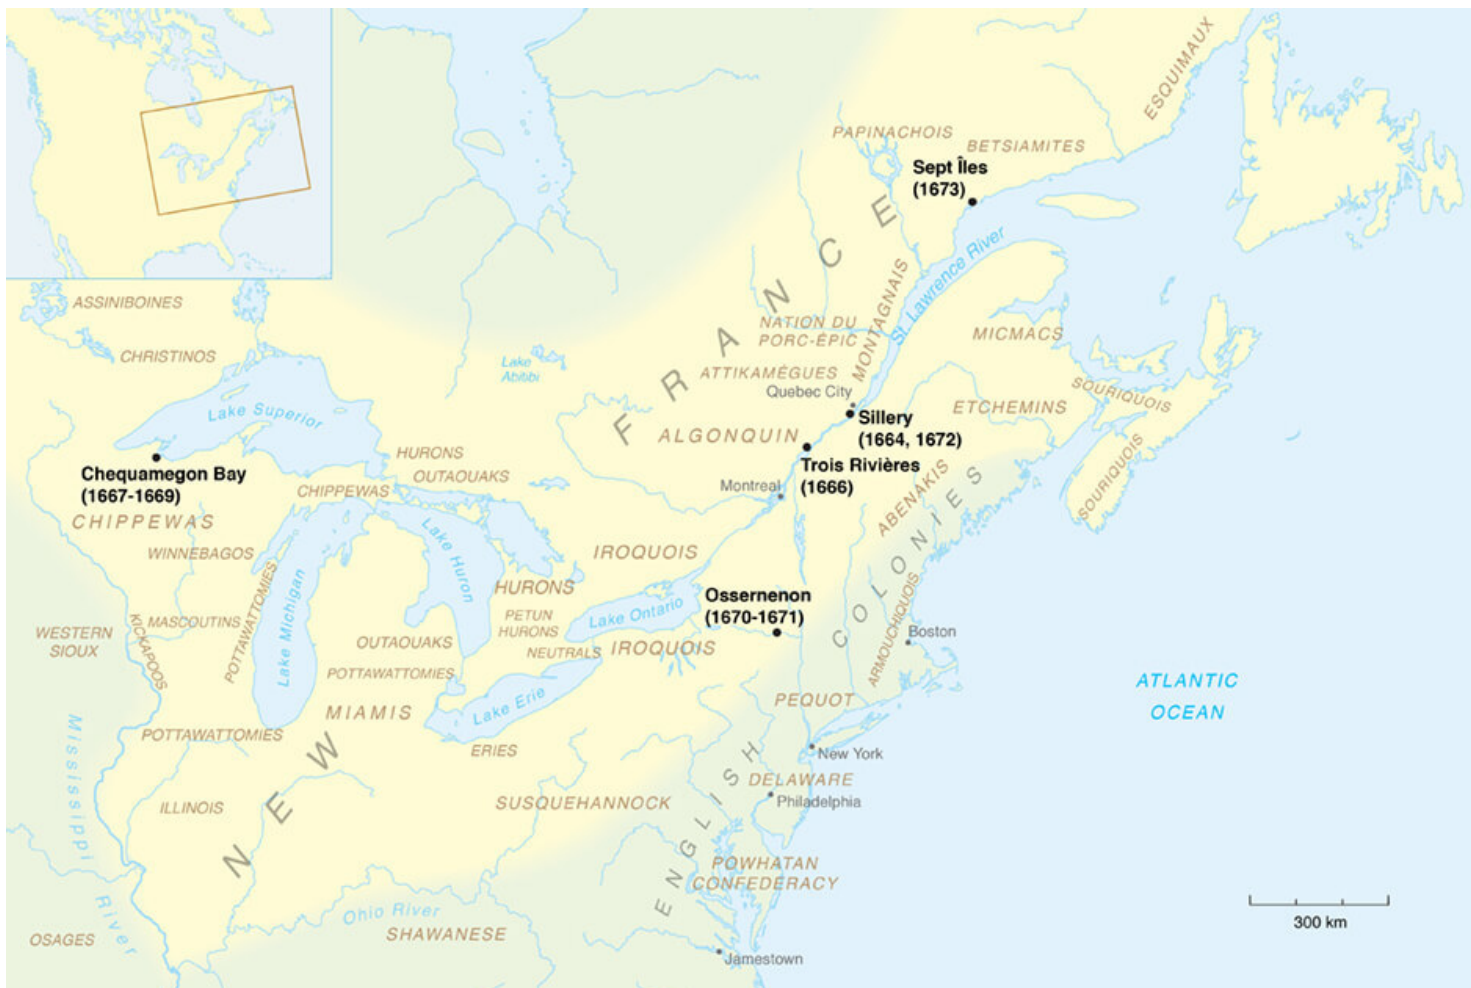 ESQUIMAUX
PAPINACHOIS
BETSIAMITES
Sept Îles
(1673)
NEW FRANCE
St. Lawrence River
MONTAGNAIS
ASSINIBOINES
NATION DU
PORC-ÉPIC
MICMACS
CHRISTINOS
Lake
Abitibi
ATTIKAMÈGUES
Quebec City
SOURIQUOIS
Lake Superior
ETCHEMINS
Sillery
(1664, 1672)
ALGONQUIN
HURONS
Trois Rivières
(1666)
Chequamegon Bay
(1667-1669)
OUTAOUAKS
CHIPPEWAS
Montreal
ABENAKIS
SOURIQUOIS
CHIPPEWAS
Lake Huron
IROQUOIS
WINNEBAGOS
HURONS
Ossernenon
(1670-1671)
ENGLISH COLONIES
POTTAWATTOMIES
Lake Michigan
PETUN
HURONS
Lake Ontario
MASCOUTINS
KICKAPOOS
WESTERN
SIOUX
OUTAOUAKS
NEUTRALS
IROQUOIS
ARMOUCHIQUOIS
Boston
POTTAWATTOMIES
ATLANTIC
OCEAN
Lake Erie
PEQUOT
MIAMIS
POTTAWATTOMIES
ERIES
New York
Mississippi River
DELAWARE
ILLINOIS
SUSQUEHANNOCK
Philadelphia
POWHATAN
CONFEDERACY
Ohio River
300 km
OSAGES
SHAWANESE
Jamestown